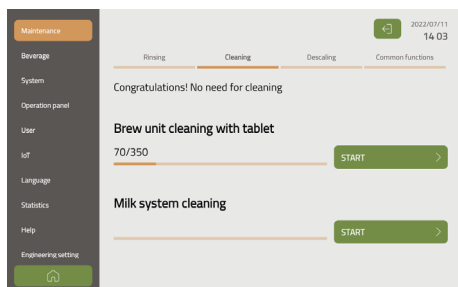 Maintenance
Beverage
System
Operation panel
User
IoT
Language
Statistics
Help
Engineering setting
2022/07/11
14 03
Rinsing
Cleaning
Descaling
Common functions
Congratulations! No need for cleaning
Brew unit cleaning with tablet
70/350
START
Milk system cleaning
START